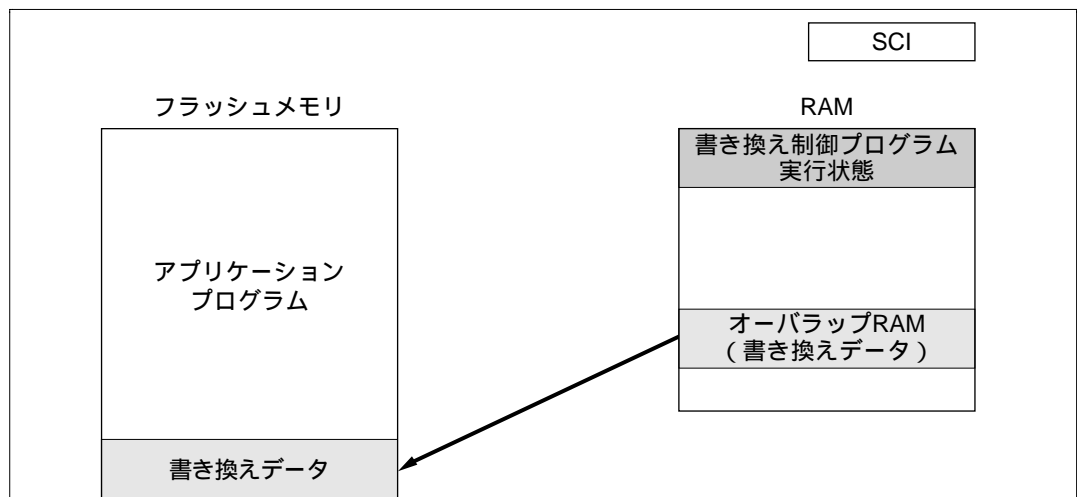 SCI
フラッシュメモリ
RAM
書き換え制御プログラム
実行状態
アプリケーション
プログラム
オーバラップRAM
（書き換えデータ）
書き換えデータ